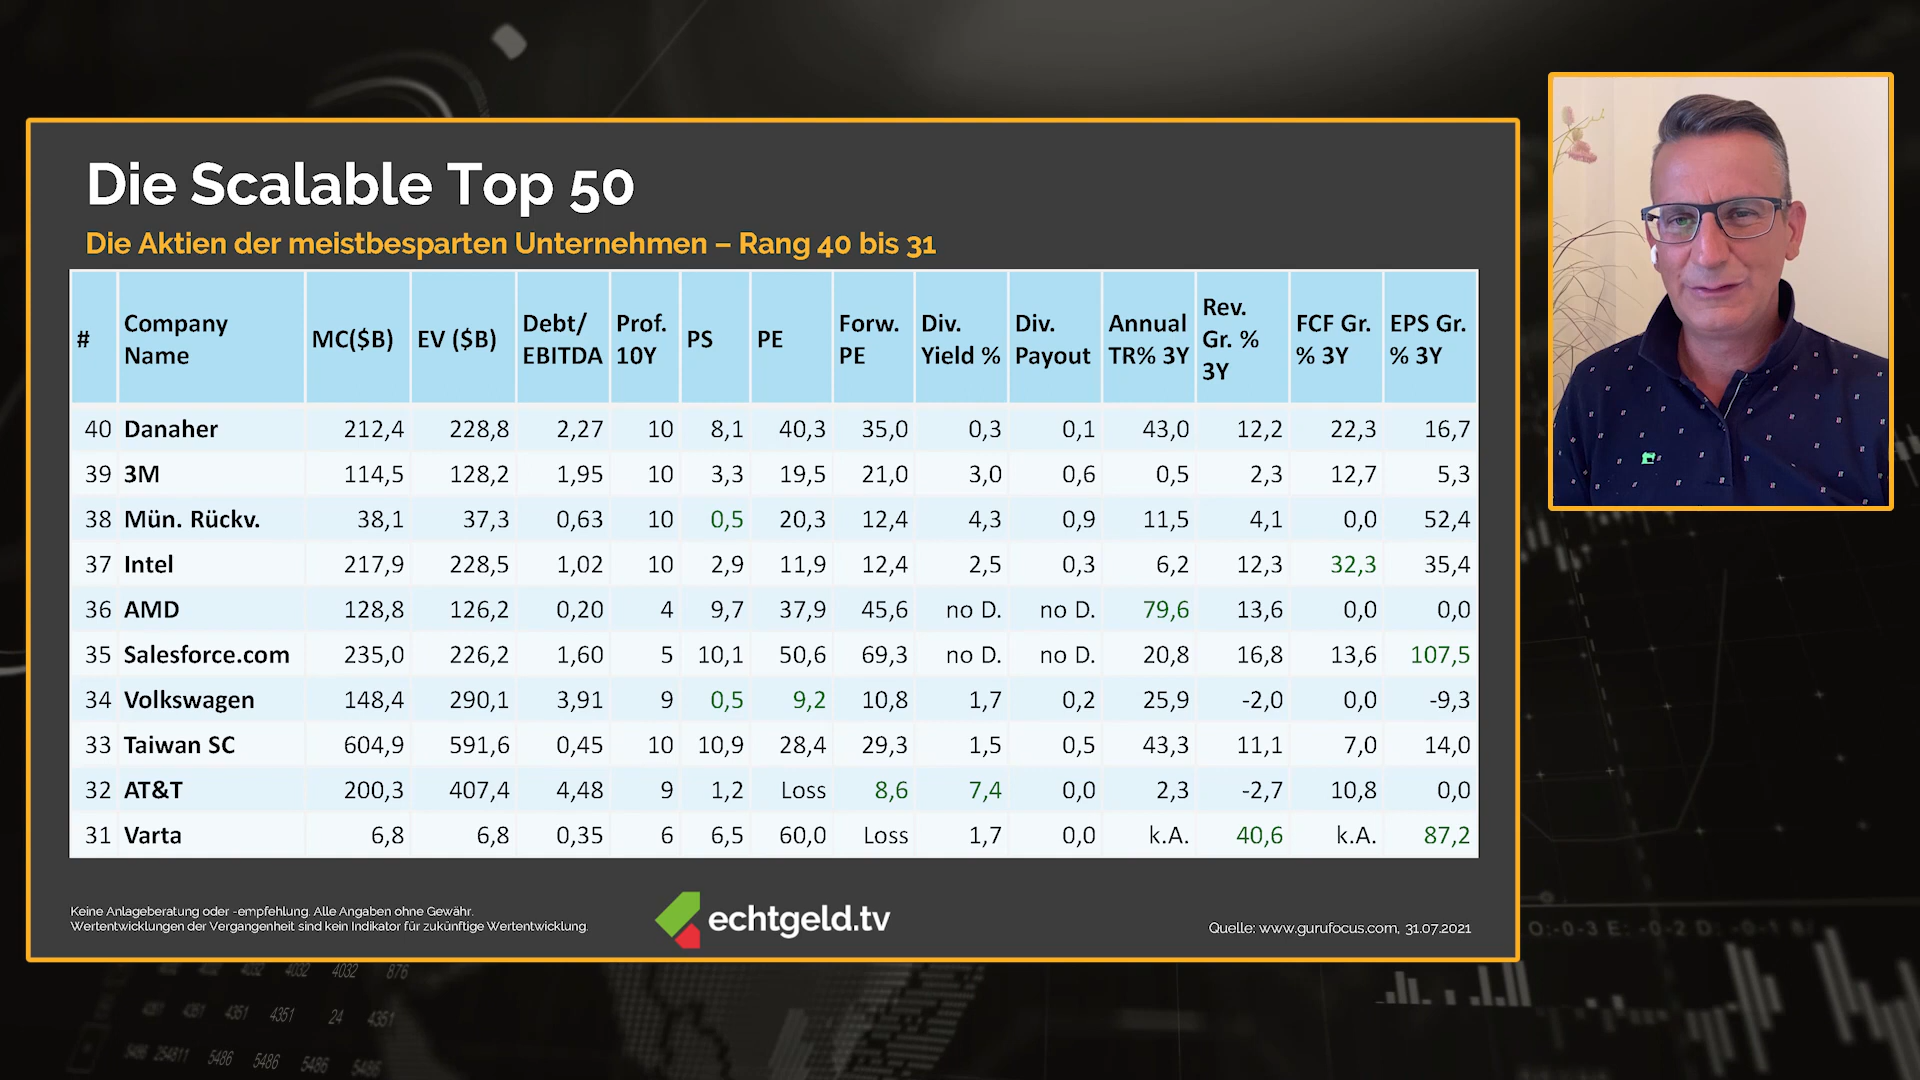 Die Scalable Top 50
Die Aktien der meistbesparten Unternehmen – Rang 40 bis 31
# Company Name MC($B) EV ($B) Debt/ EBITDA Prof. 10Y PS PE Forw. PE Div. Yield % Div. Payout Annual TR% 3Y Rev. Gr. % 3Y FCF Gr. % 3Y EPS Gr. % 3Y
40 Danaher 212,4 228,8 2,27 10 8,1 40,3 35,0 0,3 0,1 43,0 12,2 22,3 16,7
39 3M 114,5 128,2 1,95 10 3,3 19,5 21,0 3,0 0,6 0,5 2,3 12,7 5,3
38 Mün. Rückv. 38,1 37,3 0,63 10 0,5 20,3 12,4 4,3 0,9 11,5 4,1 0,0 52,4
37 Intel 217,9 228,5 1,02 10 2,9 11,9 12,4 2,5 0,3 6,2 12,3 32,3 35,4
36 AMD 128,8 126,2 0,20 4 9,7 37,9 45,6 no D. no D. 79,6 13,6 0,0 0,0
35 Salesforce.com 235,0 226,2 1,60 5 10,1 50,6 69,3 no D. no D. 20,8 16,8 13,6 107,5
34 Volkswagen 148,4 290,1 3,91 9 0,5 9,2 10,8 1,7 0,2 25,9 -2,0 0,0 -9,3
33 Taiwan SC 604,9 591,6 0,45 10 10,9 28,4 29,3 1,5 0,5 43,3 11,1 7,0 14,0
32 AT&T 200,3 407,4 4,48 9 1,2 Loss 8,6 7,4 0,0 2,3 -2,7 10,8 0,0
31 Varta 6,8 6,8 0,35 6 6,5 60,0 Loss 1,7 0,0 k.A. 40,6 k.A. 87,2
Keine Anlageberatung oder -empfehlung. Alle Angaben ohne Gewähr.
Wertentwicklungen der Vergangenheit sind kein Indikator für zukünftige Wertentwicklung.
echtgeld.tv
Quelle: www.gurufocus.com, 31.07.2021
4032 4032 876
4351 4351 4351 4351 24 4351
5486 254811 5486 5486 5486 5486